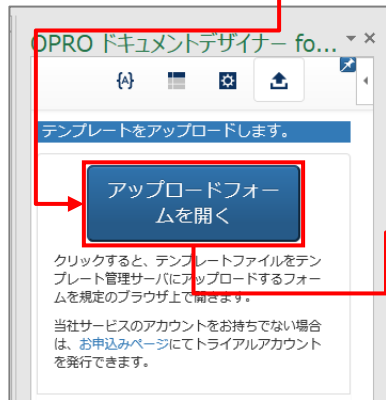 OPRO ドキュメントデザイナー fo...
{A}
テンプレートをアップロードします。
アップロードフォー
ムを開く
クリックすると、テンプレートファイルをテン
プレート管理サーバにアップロードするフォー
ムを規定のブラウザ上で開きます。
当社サービスのアカウントをお持ちでない場合
は、お申込みページにてトライアルアカウント
を発行できます。